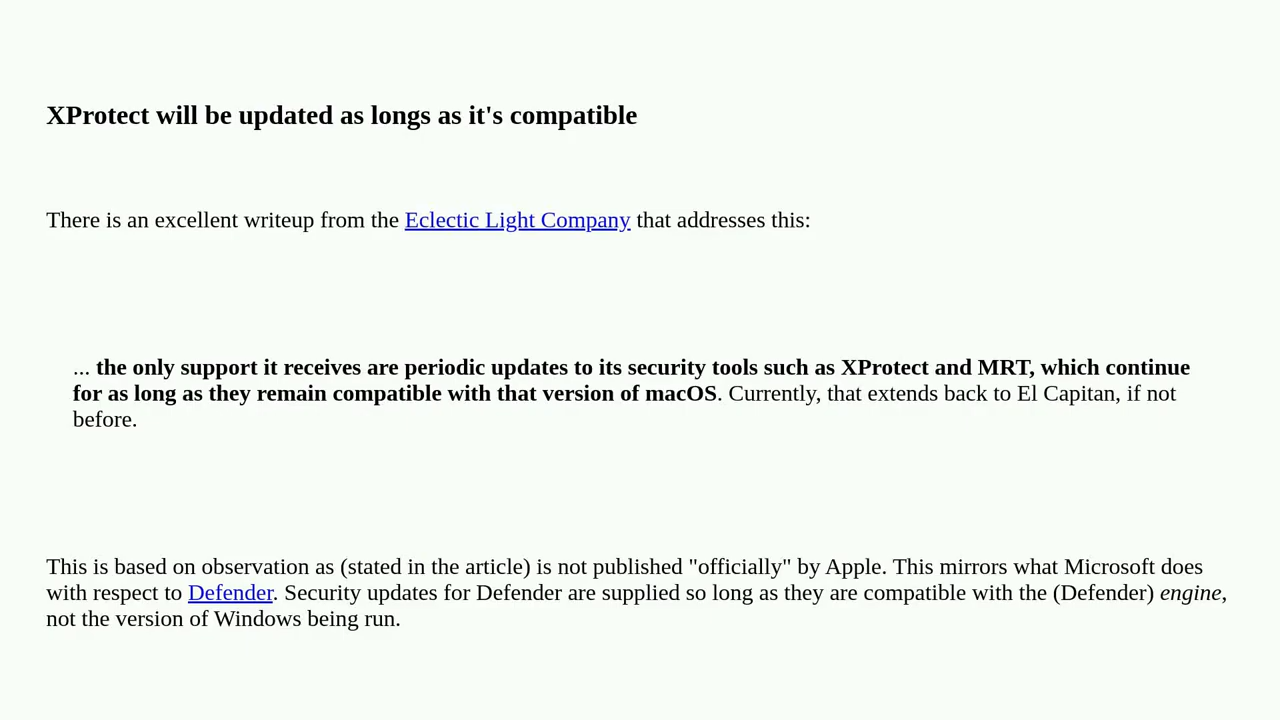 XProtect will be updated as longs as it's compatible
There is an excellent writeup from the Eclectic Light Company that addresses this:
... the only support it receives are periodic updates to its security tools such as XProtect and MRT, which continue
for as long as they remain compatible with that version of macOS. Currently, that extends back to El Capitan, if not
before.
This is based on observation as (stated in the article) is not published "officially" by Apple. This mirrors what Microsoft does
with respect to Defender. Security updates for Defender are supplied so long as they are compatible with the (Defender) engine,
not the version of Windows being run.